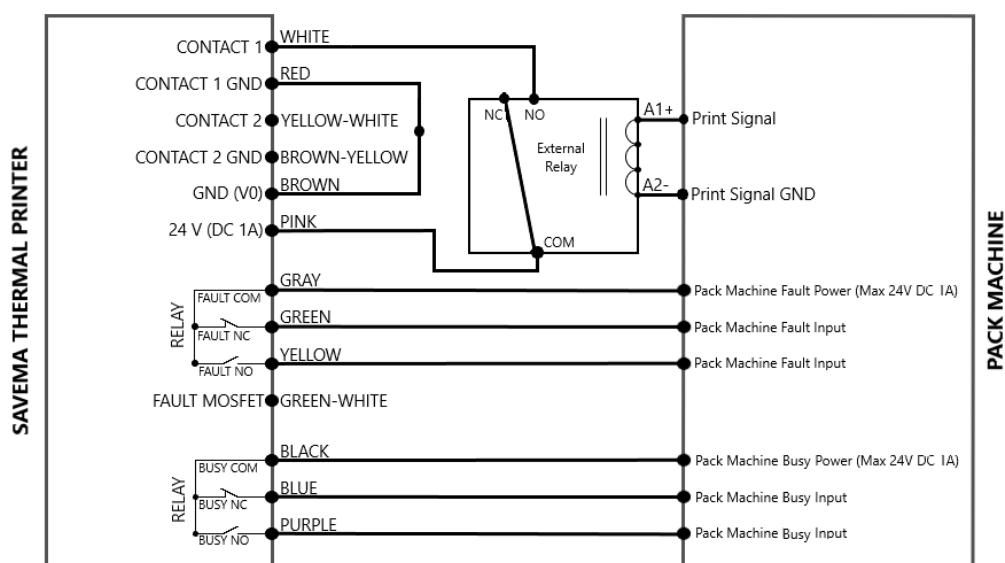 SAVEMA THERMAL PRINTER
CONTACT 1
WHITE
CONTACT 1 GND
RED
CONTACT 2
YELLOW-WHITE
CONTACT 2 GND
BROWN-YELLOW
GND (V0)
BROWN
24 V (DC 1A)
PINK
NC
NO
External
Relay
COM
A1+
Print Signal
A2-
Print Signal GND
RELAY
FAULT COM
GRAY
Pack Machine Fault Power (Max 24V DC 1A)
FAULT NC
GREEN
Pack Machine Fault Input
FAULT NO
YELLOW
Pack Machine Fault Input
FAULT MOSFET
GREEN-WHITE
RELAY
BUSY COM
BLACK
Pack Machine Busy Power (Max 24V DC 1A)
BUSY NC
BLUE
Pack Machine Busy Input
BUSY NO
PURPLE
Pack Machine Busy Input
PACK MACHINE